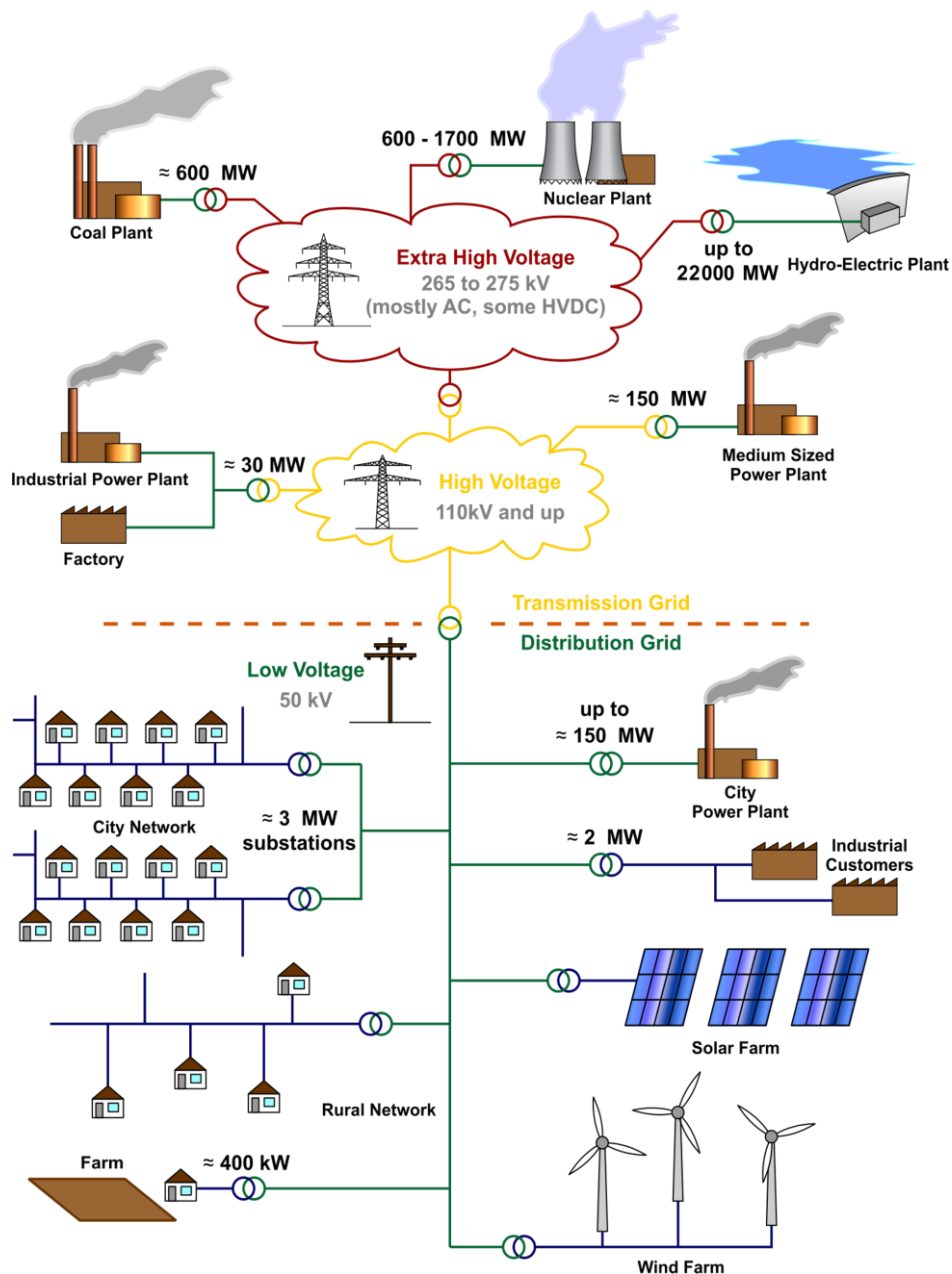 600 - 1700 MW
≈ 600 MW
Nuclear Plant
Coal Plant
up to
22000 MW
Hydro-Electric Plant
Extra High Voltage
265 to 275 kV
(mostly AC, some HVDC)
≈ 150 MW
Medium Sized
Power Plant
Industrial Power Plant
≈ 30 MW
High Voltage
110kV and up
Factory
Transmission Grid
Distribution Grid
Low Voltage
50 kV
up to
≈ 150 MW
City
Power Plant
City Network
≈ 3 MW
substations
≈ 2 MW
Industrial
Customers
Solar Farm
Rural Network
Farm
≈ 400 kW
Wind Farm